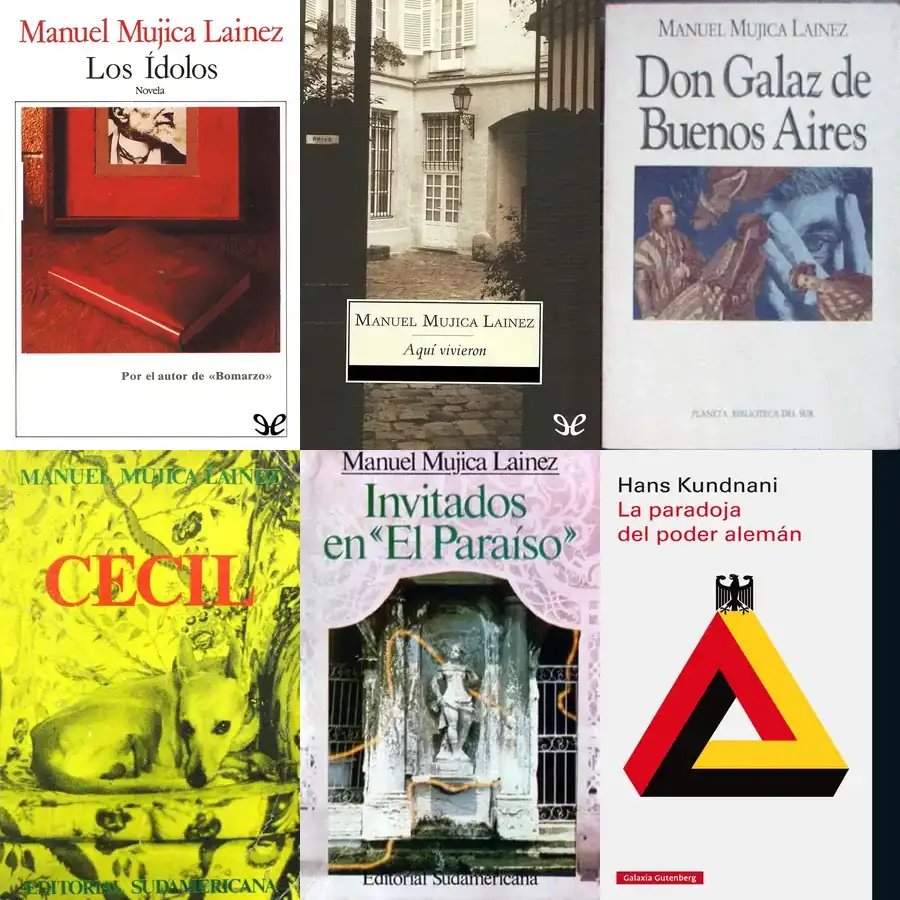 Manuel Mujica Lainez
Los Ídolos
Novela
Por el autor de «Bomarzo»
PRIVÉ
MANUEL MUJICA LAINEZ
Aquí vivieron
MANUEL MUJICA LAINEZ
Don Galaz de
Buenos Aires
PLANETA BIBLIOTECA DEL SUR
MANUEL MUJICA LAINEZ
CECIL
EDITORIAL SUDAMERICANA
Manuel Mujica Lainez
Invitados
en «El Paraíso»
Editorial Sudamericana
Hans Kundnani
La paradoja
del poder alemán
Galaxia Gutenberg